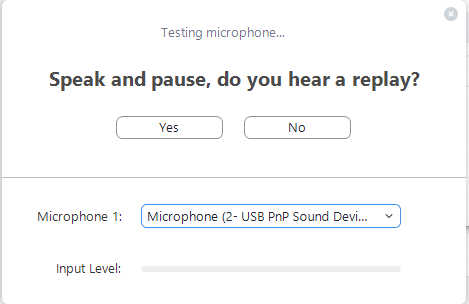 Testing microphone...
Speak and pause, do you hear a replay?
Yes No
Microphone 1: Microphone (2- USB PnP Sound Devi...
Input Level: